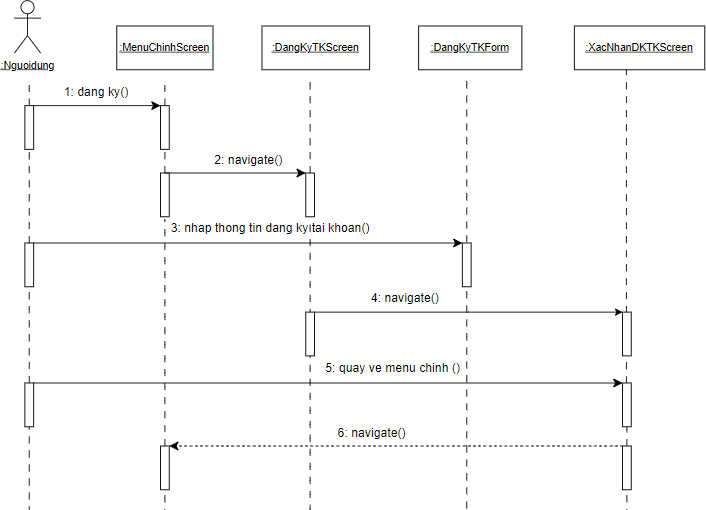 :Nguoidung
:MenuChinhScreen
:DangKyTKScreen
:DangKyTKForm
:XacNhanDKTKScreen
1: dang ky()
2: navigate()
3: nhap thong tin dang ky tai khoan()
4: navigate()
5: quay ve menu chinh ()
6: navigate()